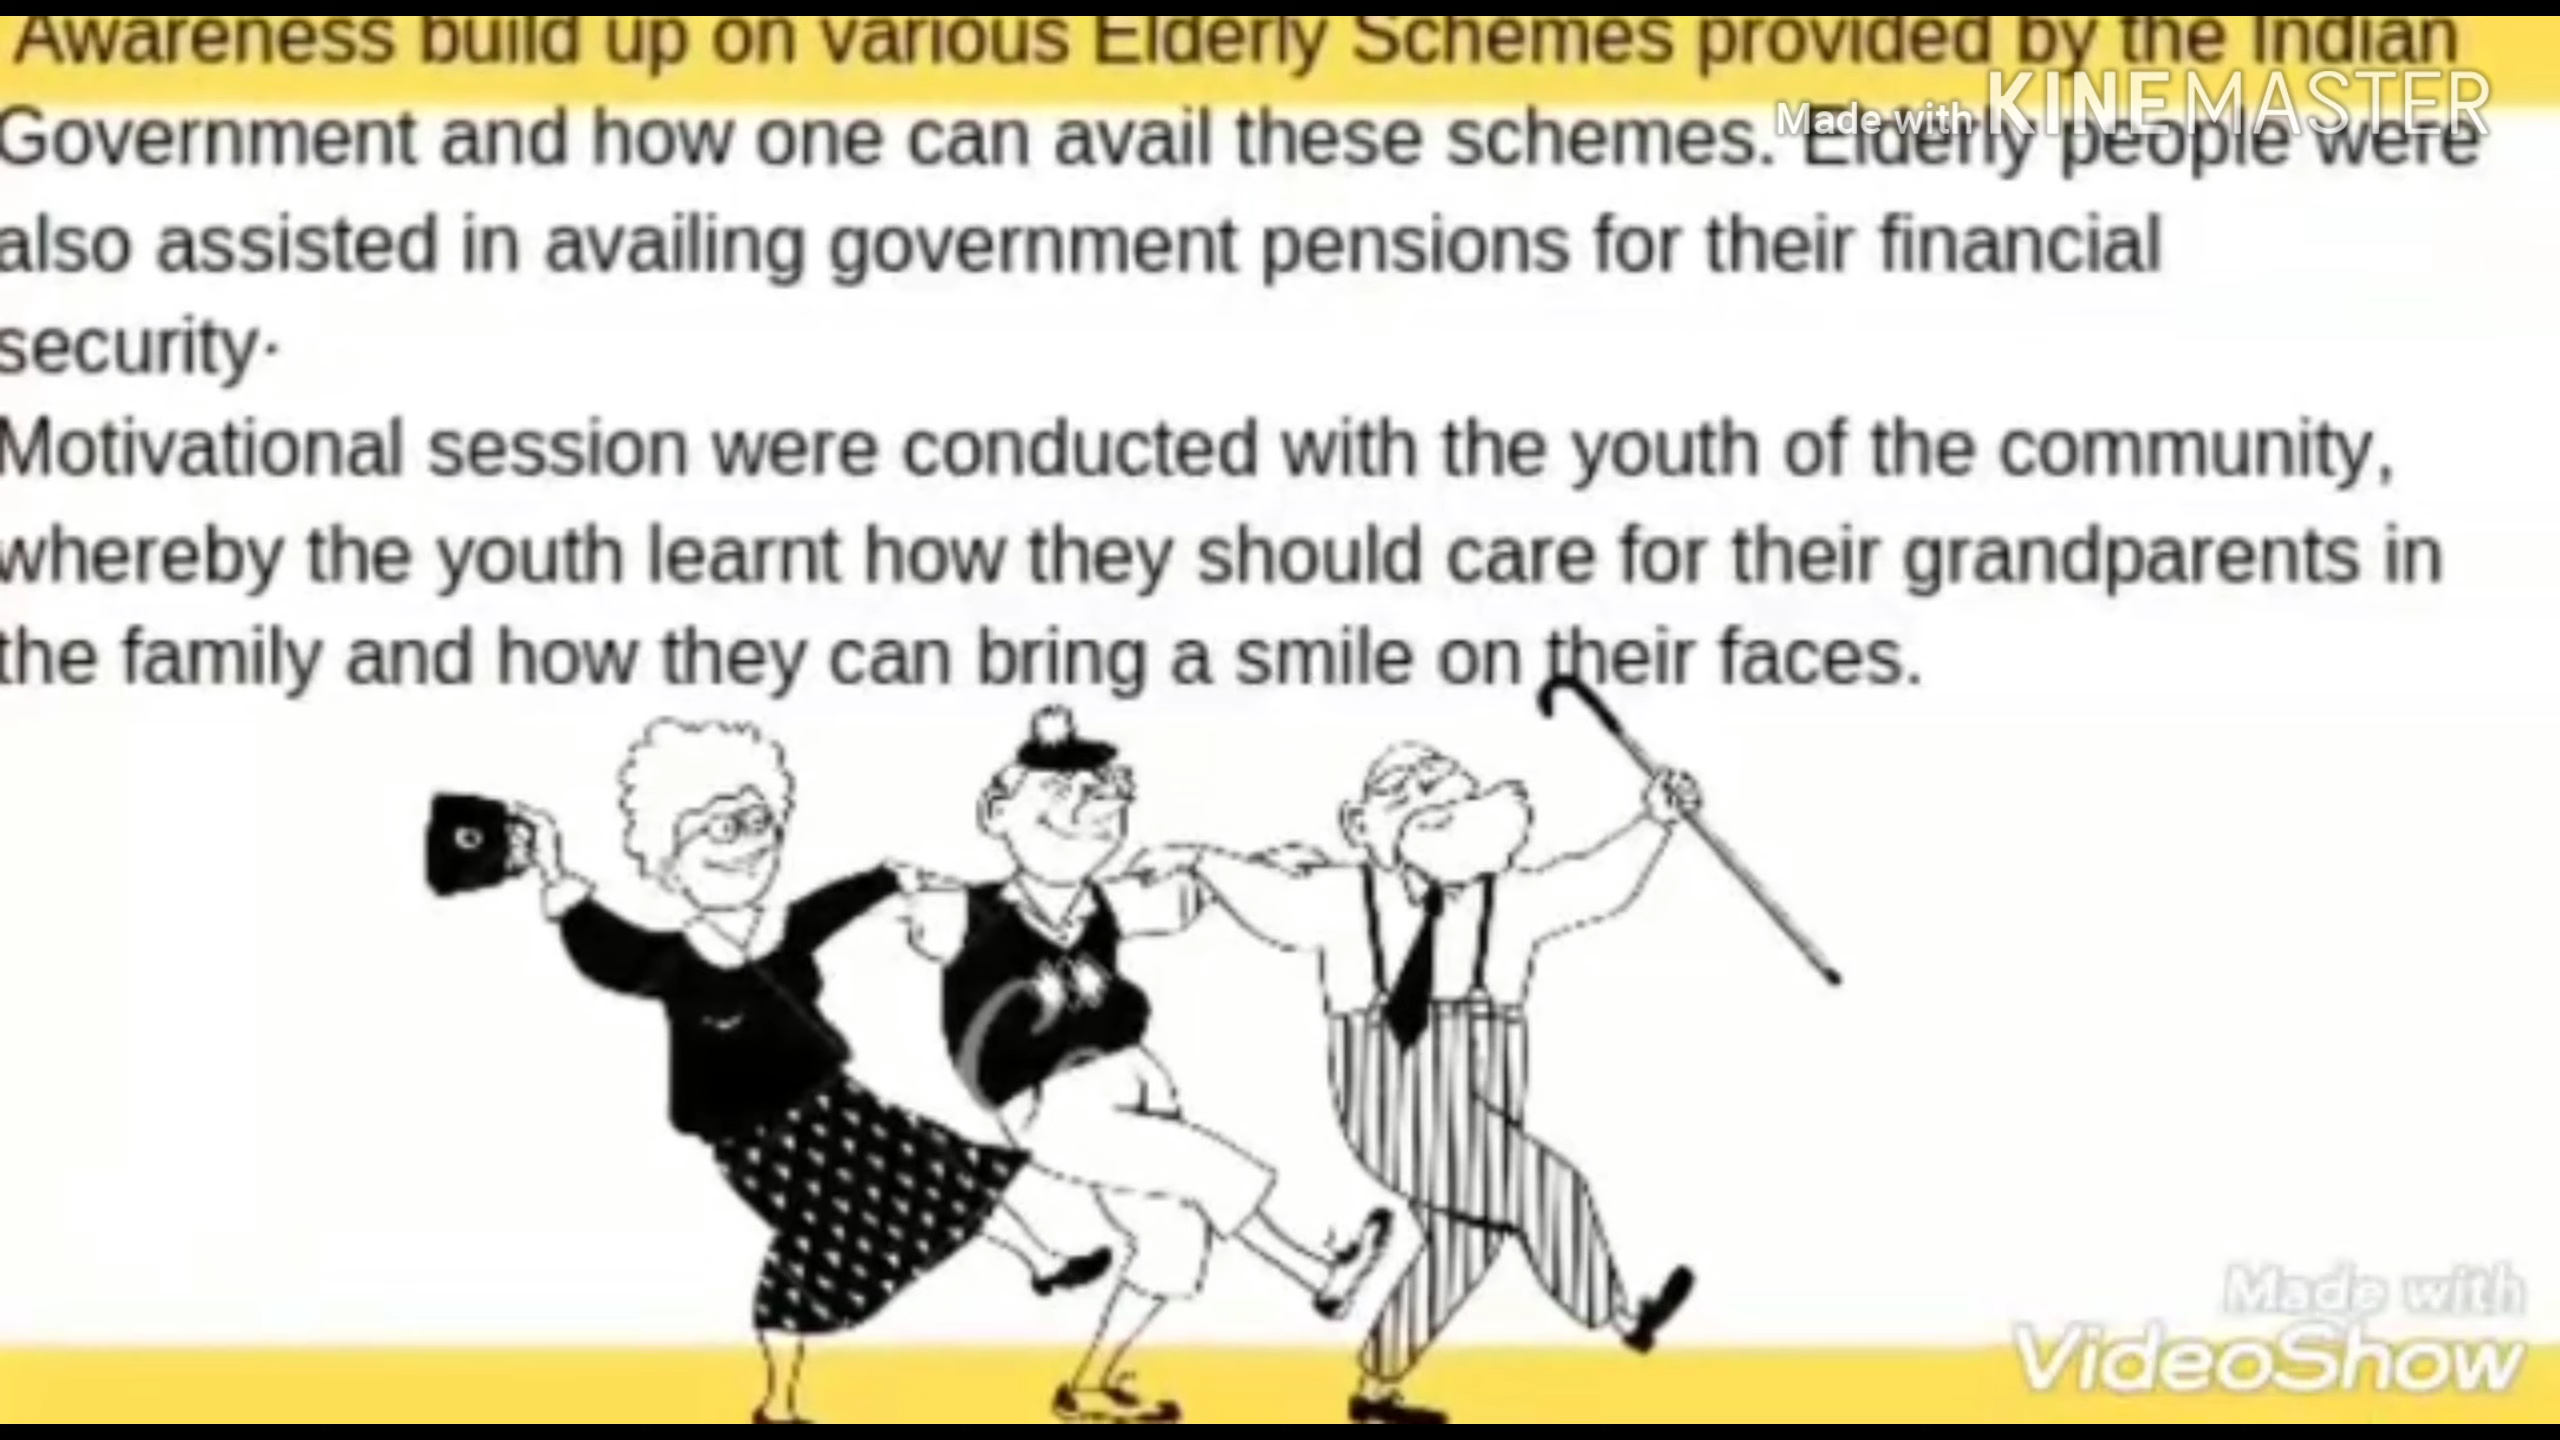 Awareness build up on various Elderly Schemes provided by the Indian
Made with KINEMASTER
Government and how one can avail these schemes. Elderly people were
also assisted in availing government pensions for their financial
security·
Motivational session were conducted with the youth of the community,
whereby the youth learnt how they should care for their grandparents in
the family and how they can bring a smile on their faces.
Made with
VideoShow